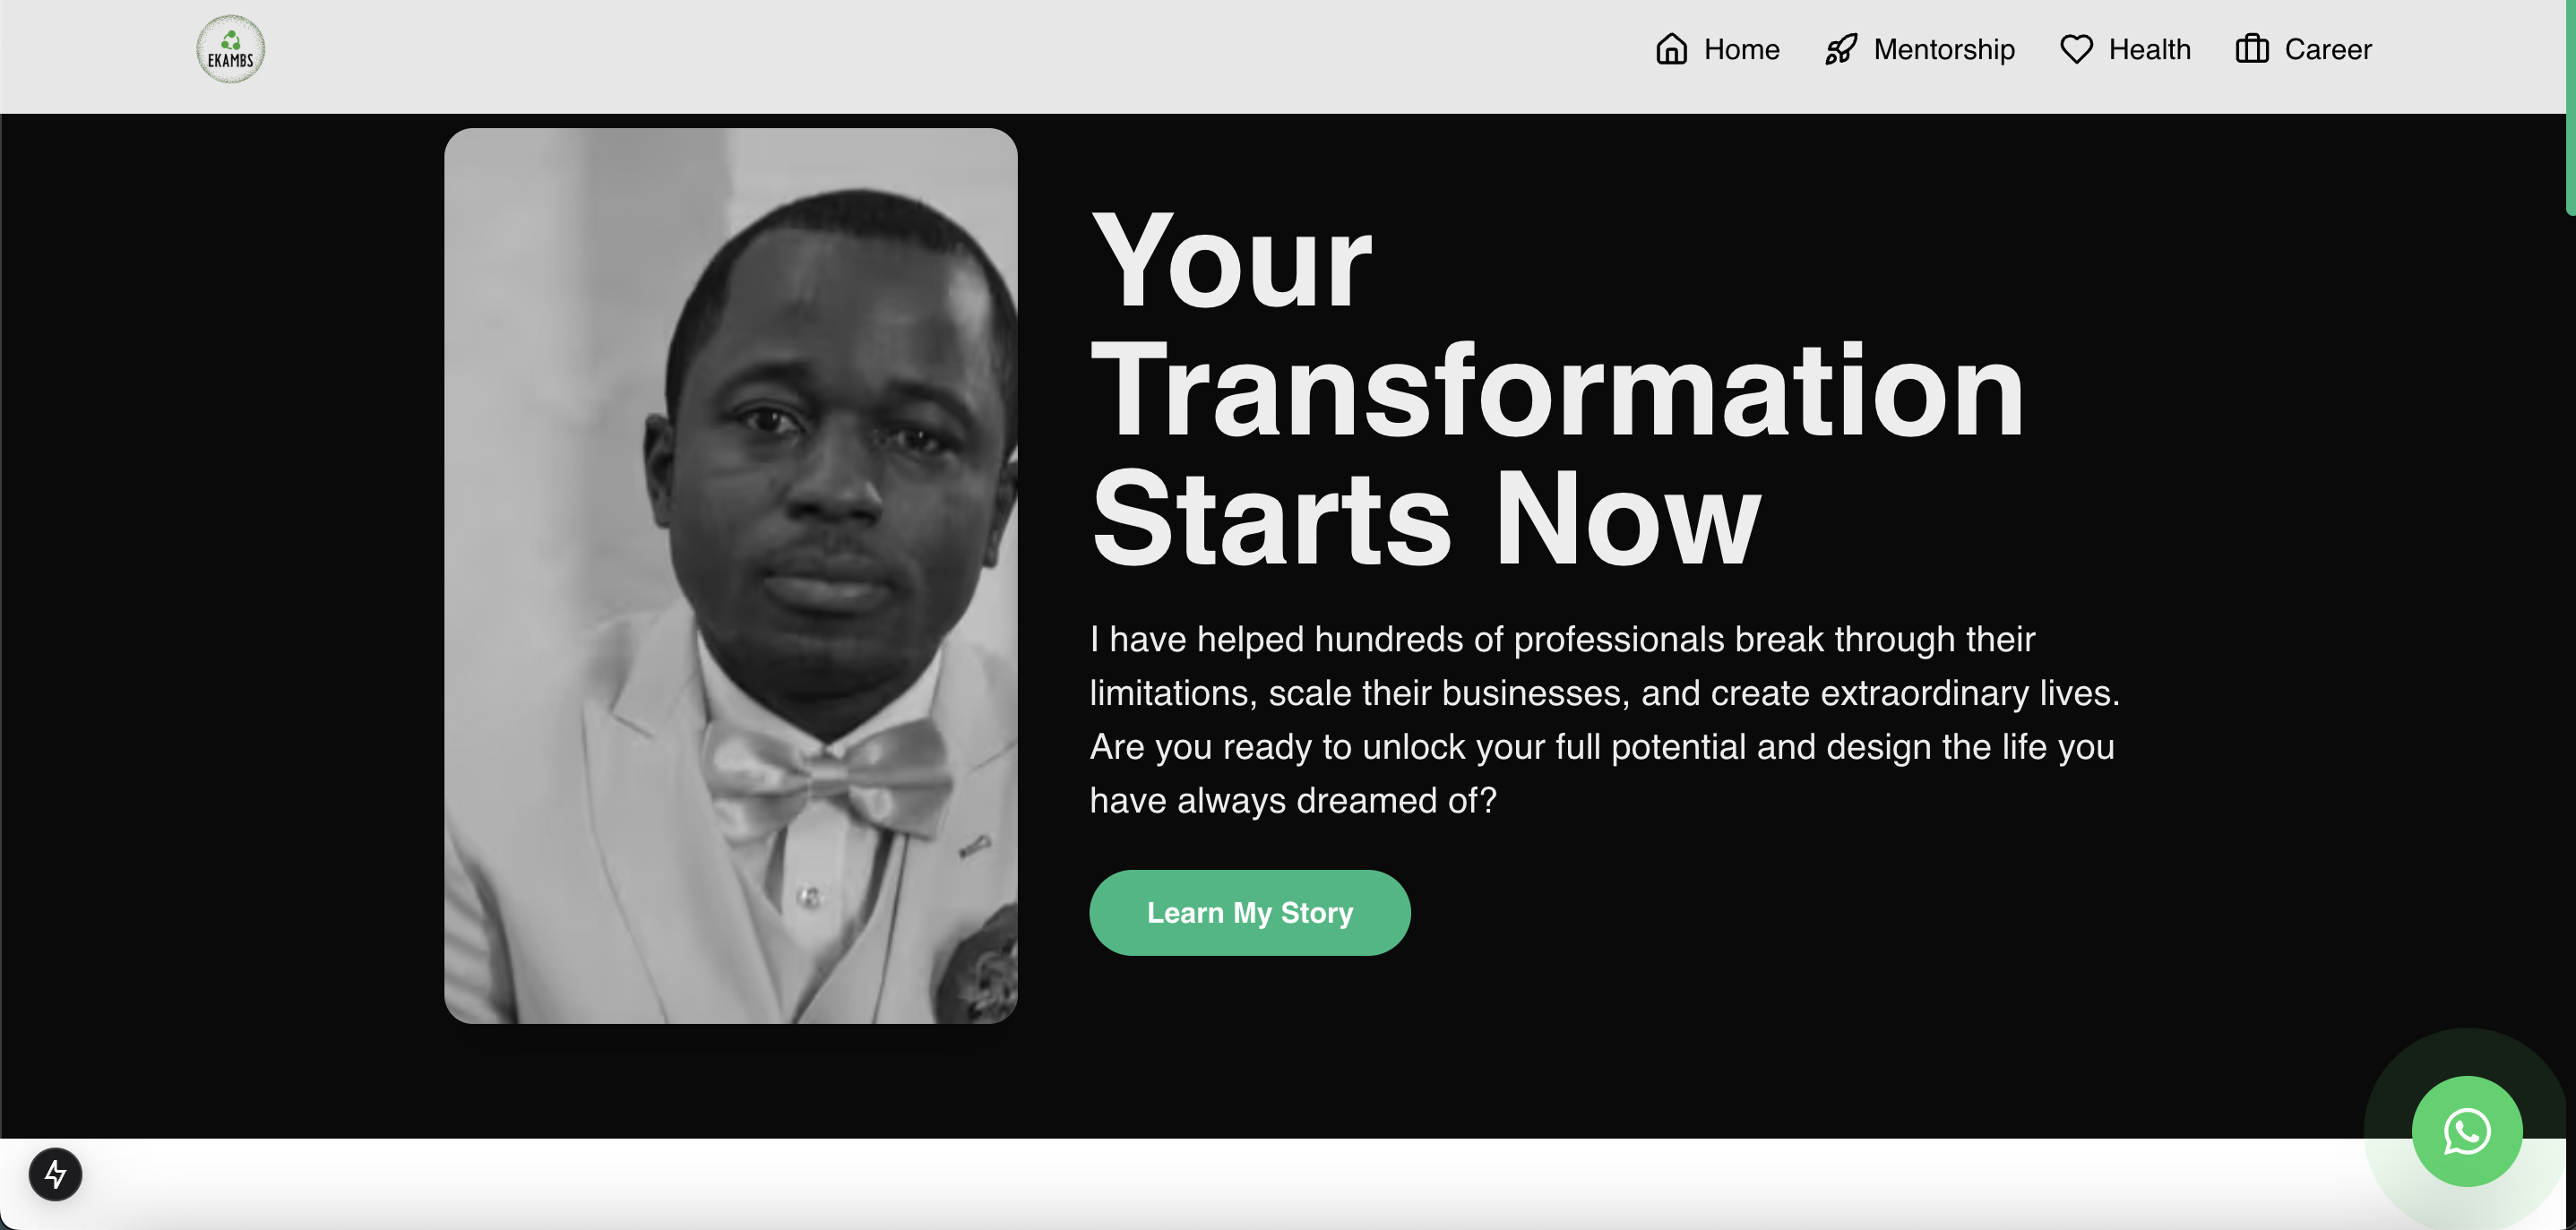 EKAMBS
Home
Mentorship
Health
Career
Your
Transformation
Starts Now
I have helped hundreds of professionals break through their
limitations, scale their businesses, and create extraordinary lives.
Are you ready to unlock your full potential and design the life you
have always dreamed of?
Learn My Story